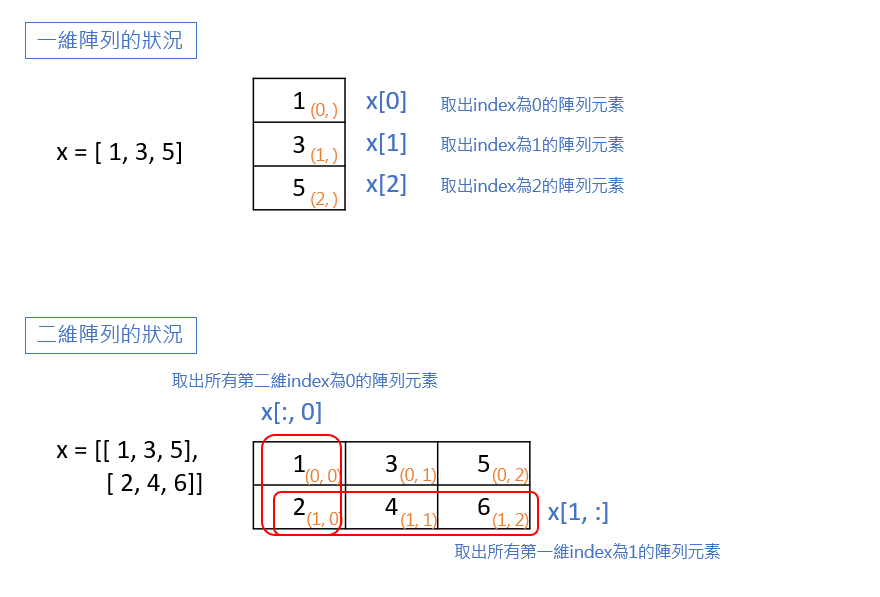 一維陣列的狀況
1 (0, ) x[0] 取出index為0的陣列元素
x = [ 1, 3, 5] 3 (1, ) x[1] 取出index為1的陣列元素
5 (2, ) x[2] 取出index為2的陣列元素
二維陣列的狀況
取出所有第二維index為0的陣列元素
x[:, 0]
x = [[ 1, 3, 5], 1 (0, 0) 3 (0, 1) 5 (0, 2)
[ 2, 4, 6]] 2 (1, 0) 4 (1, 1) 6 (1, 2) x[1, :]
取出所有第一維index為1的陣列元素